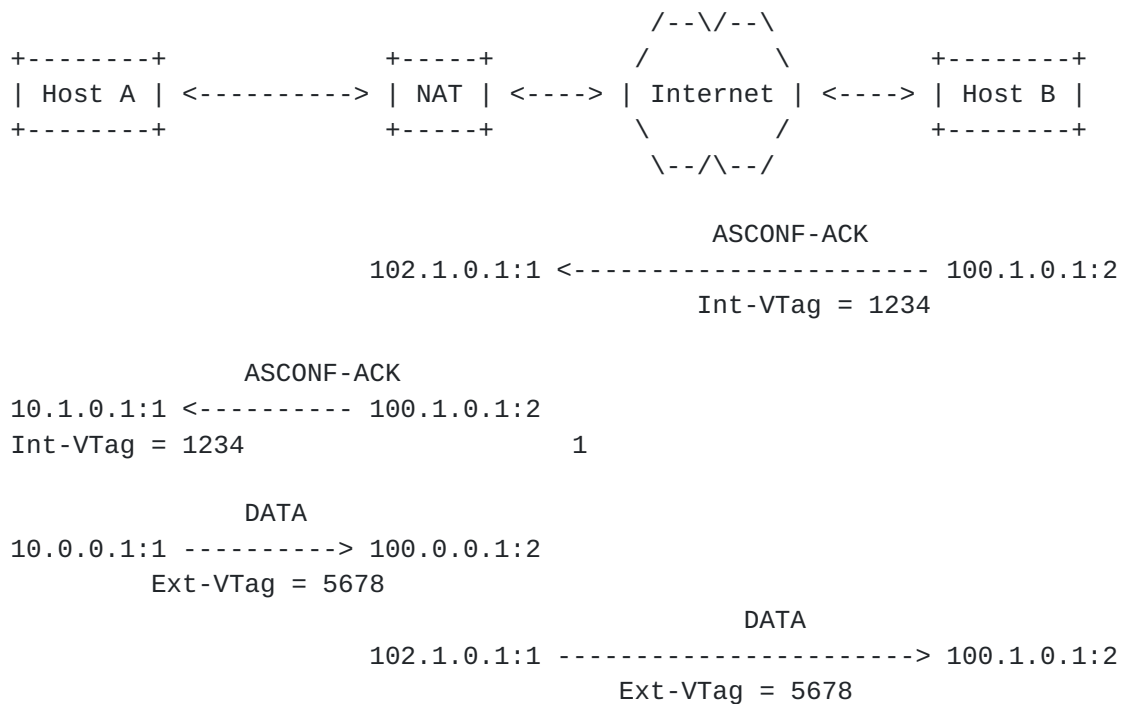 /--\/--\
+--------+ +-----+ / \ +--------+
| Host A | <----------> | NAT | <----> | Internet | <----> | Host B |
+--------+ +-----+ \ / +--------+
\--/\--/
ASCONF-ACK
102.1.0.1:1 <----------------------- 100.1.0.1:2
Int-VTag = 1234
ASCONF-ACK
10.1.0.1:1 <---------- 100.1.0.1:2
Int-VTag = 1234 1
DATA
10.0.0.1:1 ----------> 100.0.0.1:2
Ext-VTag = 5678
DATA
102.1.0.1:1 -----------------------> 100.1.0.1:2
Ext-VTag = 5678